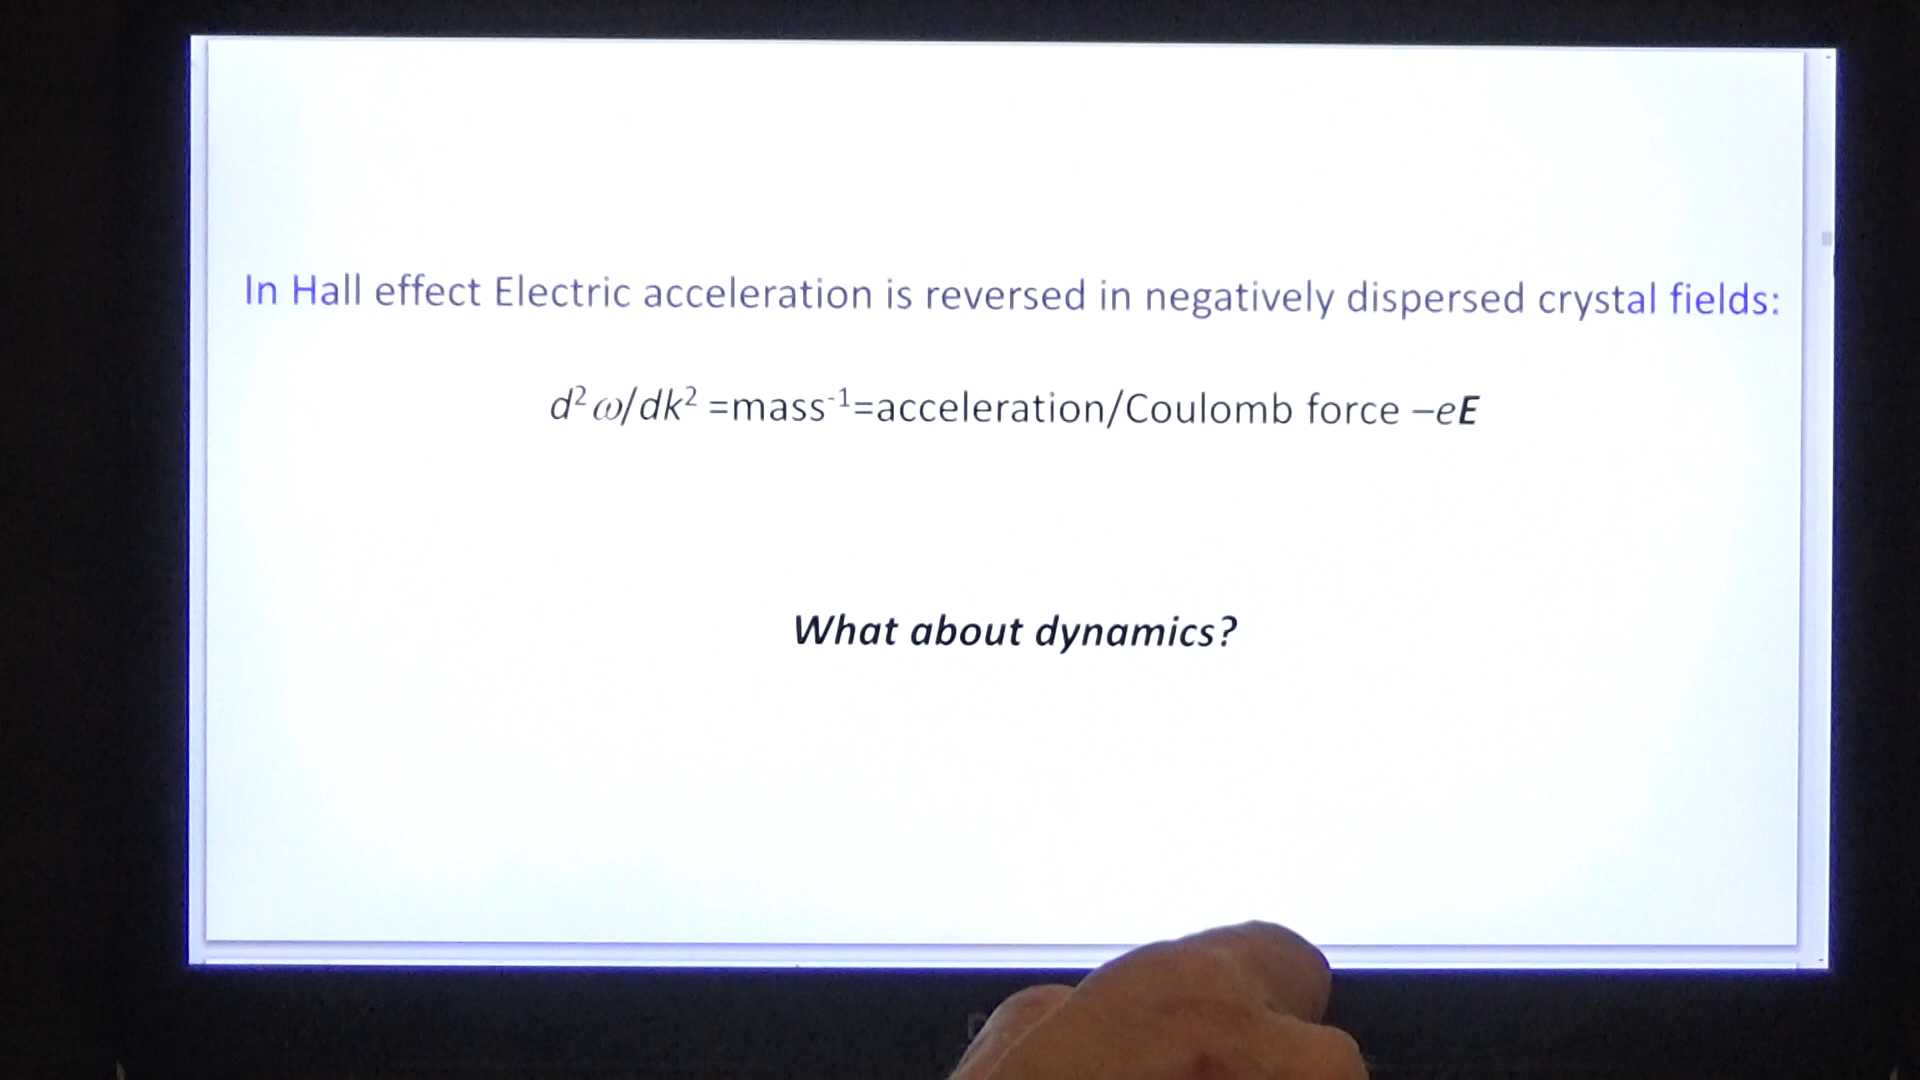 In Hall effect Electric acceleration is reversed in negatively dispersed crystal fields:
d² ω/dk² =mass⁻¹=acceleration/Coulomb force –eE
What about dynamics?